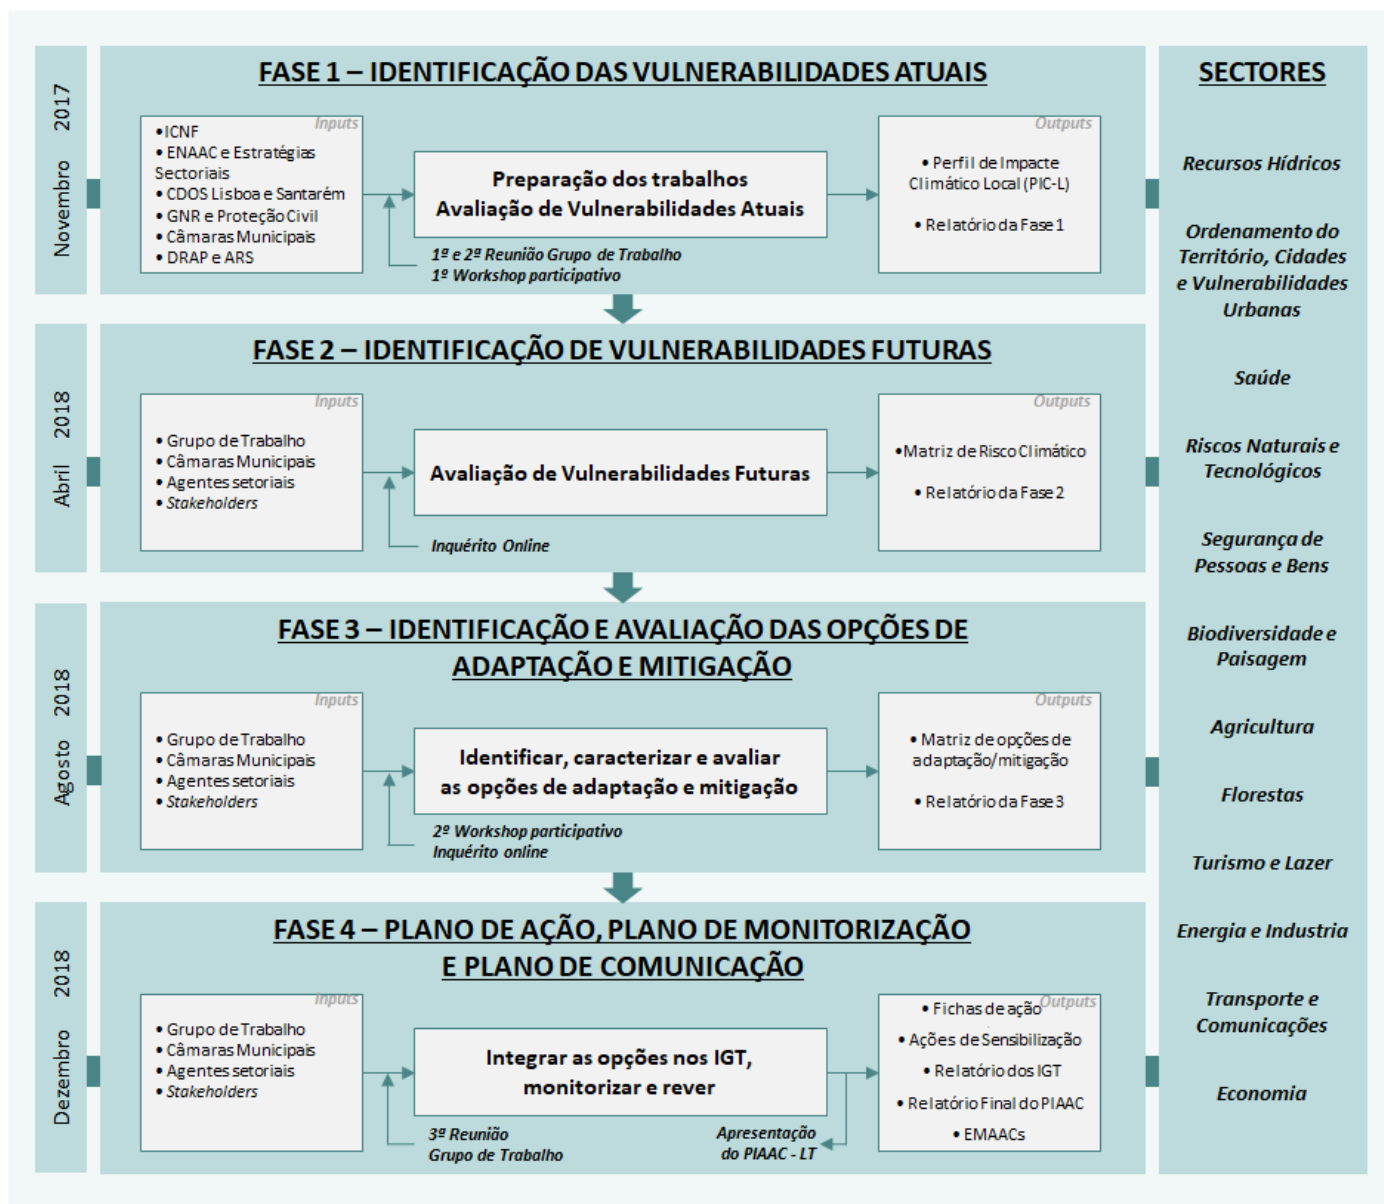 Novembro 2017
FASE 1 – IDENTIFICAÇÃO DAS VULNERABILIDADES ATUAIS
Inputs
•ICNF
• ENAAC e Estratégias
Sectoriais
• CDOS Lisboa e Santarém
• GNR e Proteção Civil
• Câmaras Municipais
• DRAP e ARS
Preparação dos trabalhos
Avaliação de Vulnerabilidades Atuais
1ª e 2ª Reunião Grupo de Trabalho
1º Workshop participativo
Outputs
• Perfil de Impacte
Climático Local (PIC-L)
• Relatório da Fase 1
Abril 2018
FASE 2 – IDENTIFICAÇÃO DE VULNERABILIDADES FUTURAS
Inputs
• Grupo de Trabalho
• Câmaras Municipais
• Agentes setoriais
• Stakeholders
Avaliação de Vulnerabilidades Futuras
Inquérito Online
Outputs
•Matriz de Risco Climático
• Relatório da Fase 2
Agosto 2018
FASE 3 – IDENTIFICAÇÃO E AVALIAÇÃO DAS OPÇÕES DE
ADAPTAÇÃO E MITIGAÇÃO
Inputs
• Grupo de Trabalho
• Câmaras Municipais
• Agentes setoriais
• Stakeholders
Identificar, caracterizar e avaliar
as opções de adaptação e mitigação
2º Workshop participativo
Inquérito online
Outputs
• Matriz de opções de
adaptação/mitigação
• Relatório da Fase 3
Dezembro 2018
FASE 4 – PLANO DE AÇÃO, PLANO DE MONITORIZAÇÃO
E PLANO DE COMUNICAÇÃO
Inputs
• Grupo de Trabalho
• Câmaras Municipais
• Agentes setoriais
• Stakeholders
Integrar as opções nos IGT,
monitorizar e rever
3ª Reunião
Grupo de Trabalho
Apresentação
do PIAAC - LT
Outputs
• Fichas de ação
• Ações de Sensibilização
• Relatório dos IGT
• Relatório Final do PIAAC
• EMAACs
SECTORES
Recursos Hídricos
Ordenamento do
Território, Cidades
e Vulnerabilidades
Urbanas
Saúde
Riscos Naturais e
Tecnológicos
Segurança de
Pessoas e Bens
Biodiversidade e
Paisagem
Agricultura
Florestas
Turismo e Lazer
Energia e Industria
Transporte e
Comunicações
Economia